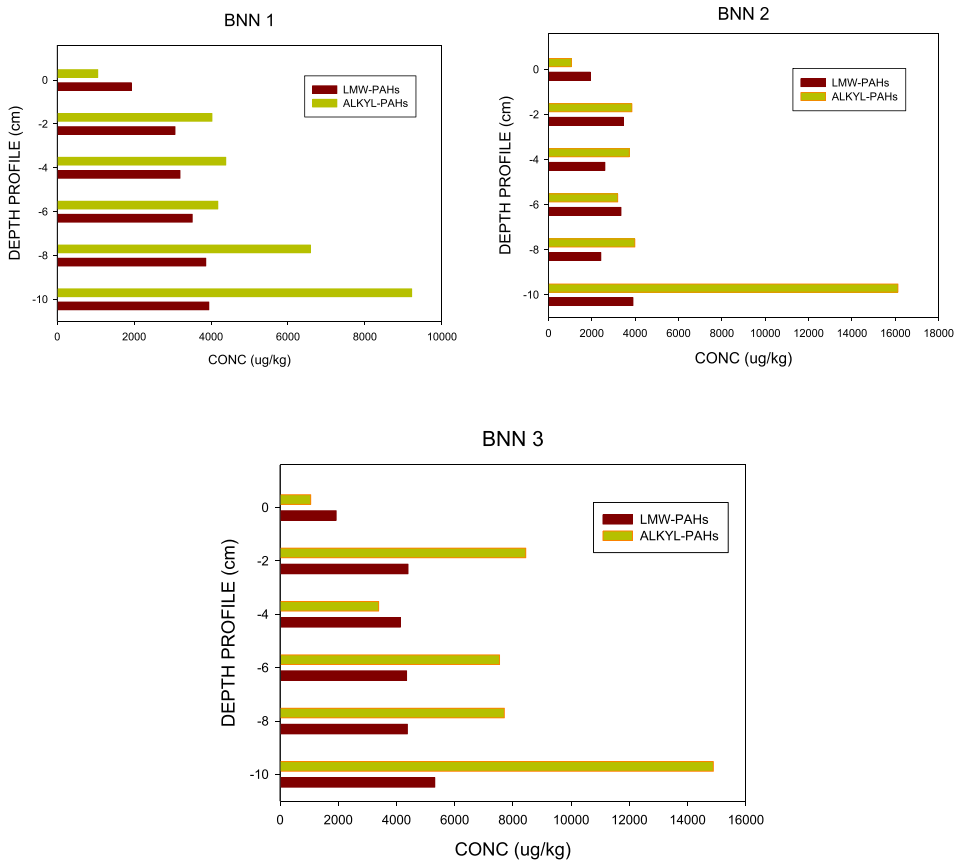 BNN 1
LMW-PAHs
ALKYL-PAHs
DEPTH PROFILE (cm)
0
-2
-4
-6
-8
-10
0 2000 4000 6000 8000 10000
CONC (ug/kg)
BNN 2
LMW-PAHs
ALKYL-PAHs
DEPTH PROFILE (cm)
0
-2
-4
-6
-8
-10
0 2000 4000 6000 8000 10000 12000 14000 16000 18000
CONC (ug/kg)
BNN 3
LMW-PAHs
ALKYL-PAHs
DEPTH PROFILE (cm)
0
-2
-4
-6
-8
-10
0 2000 4000 6000 8000 10000 12000 14000 16000
CONC (ug/kg)